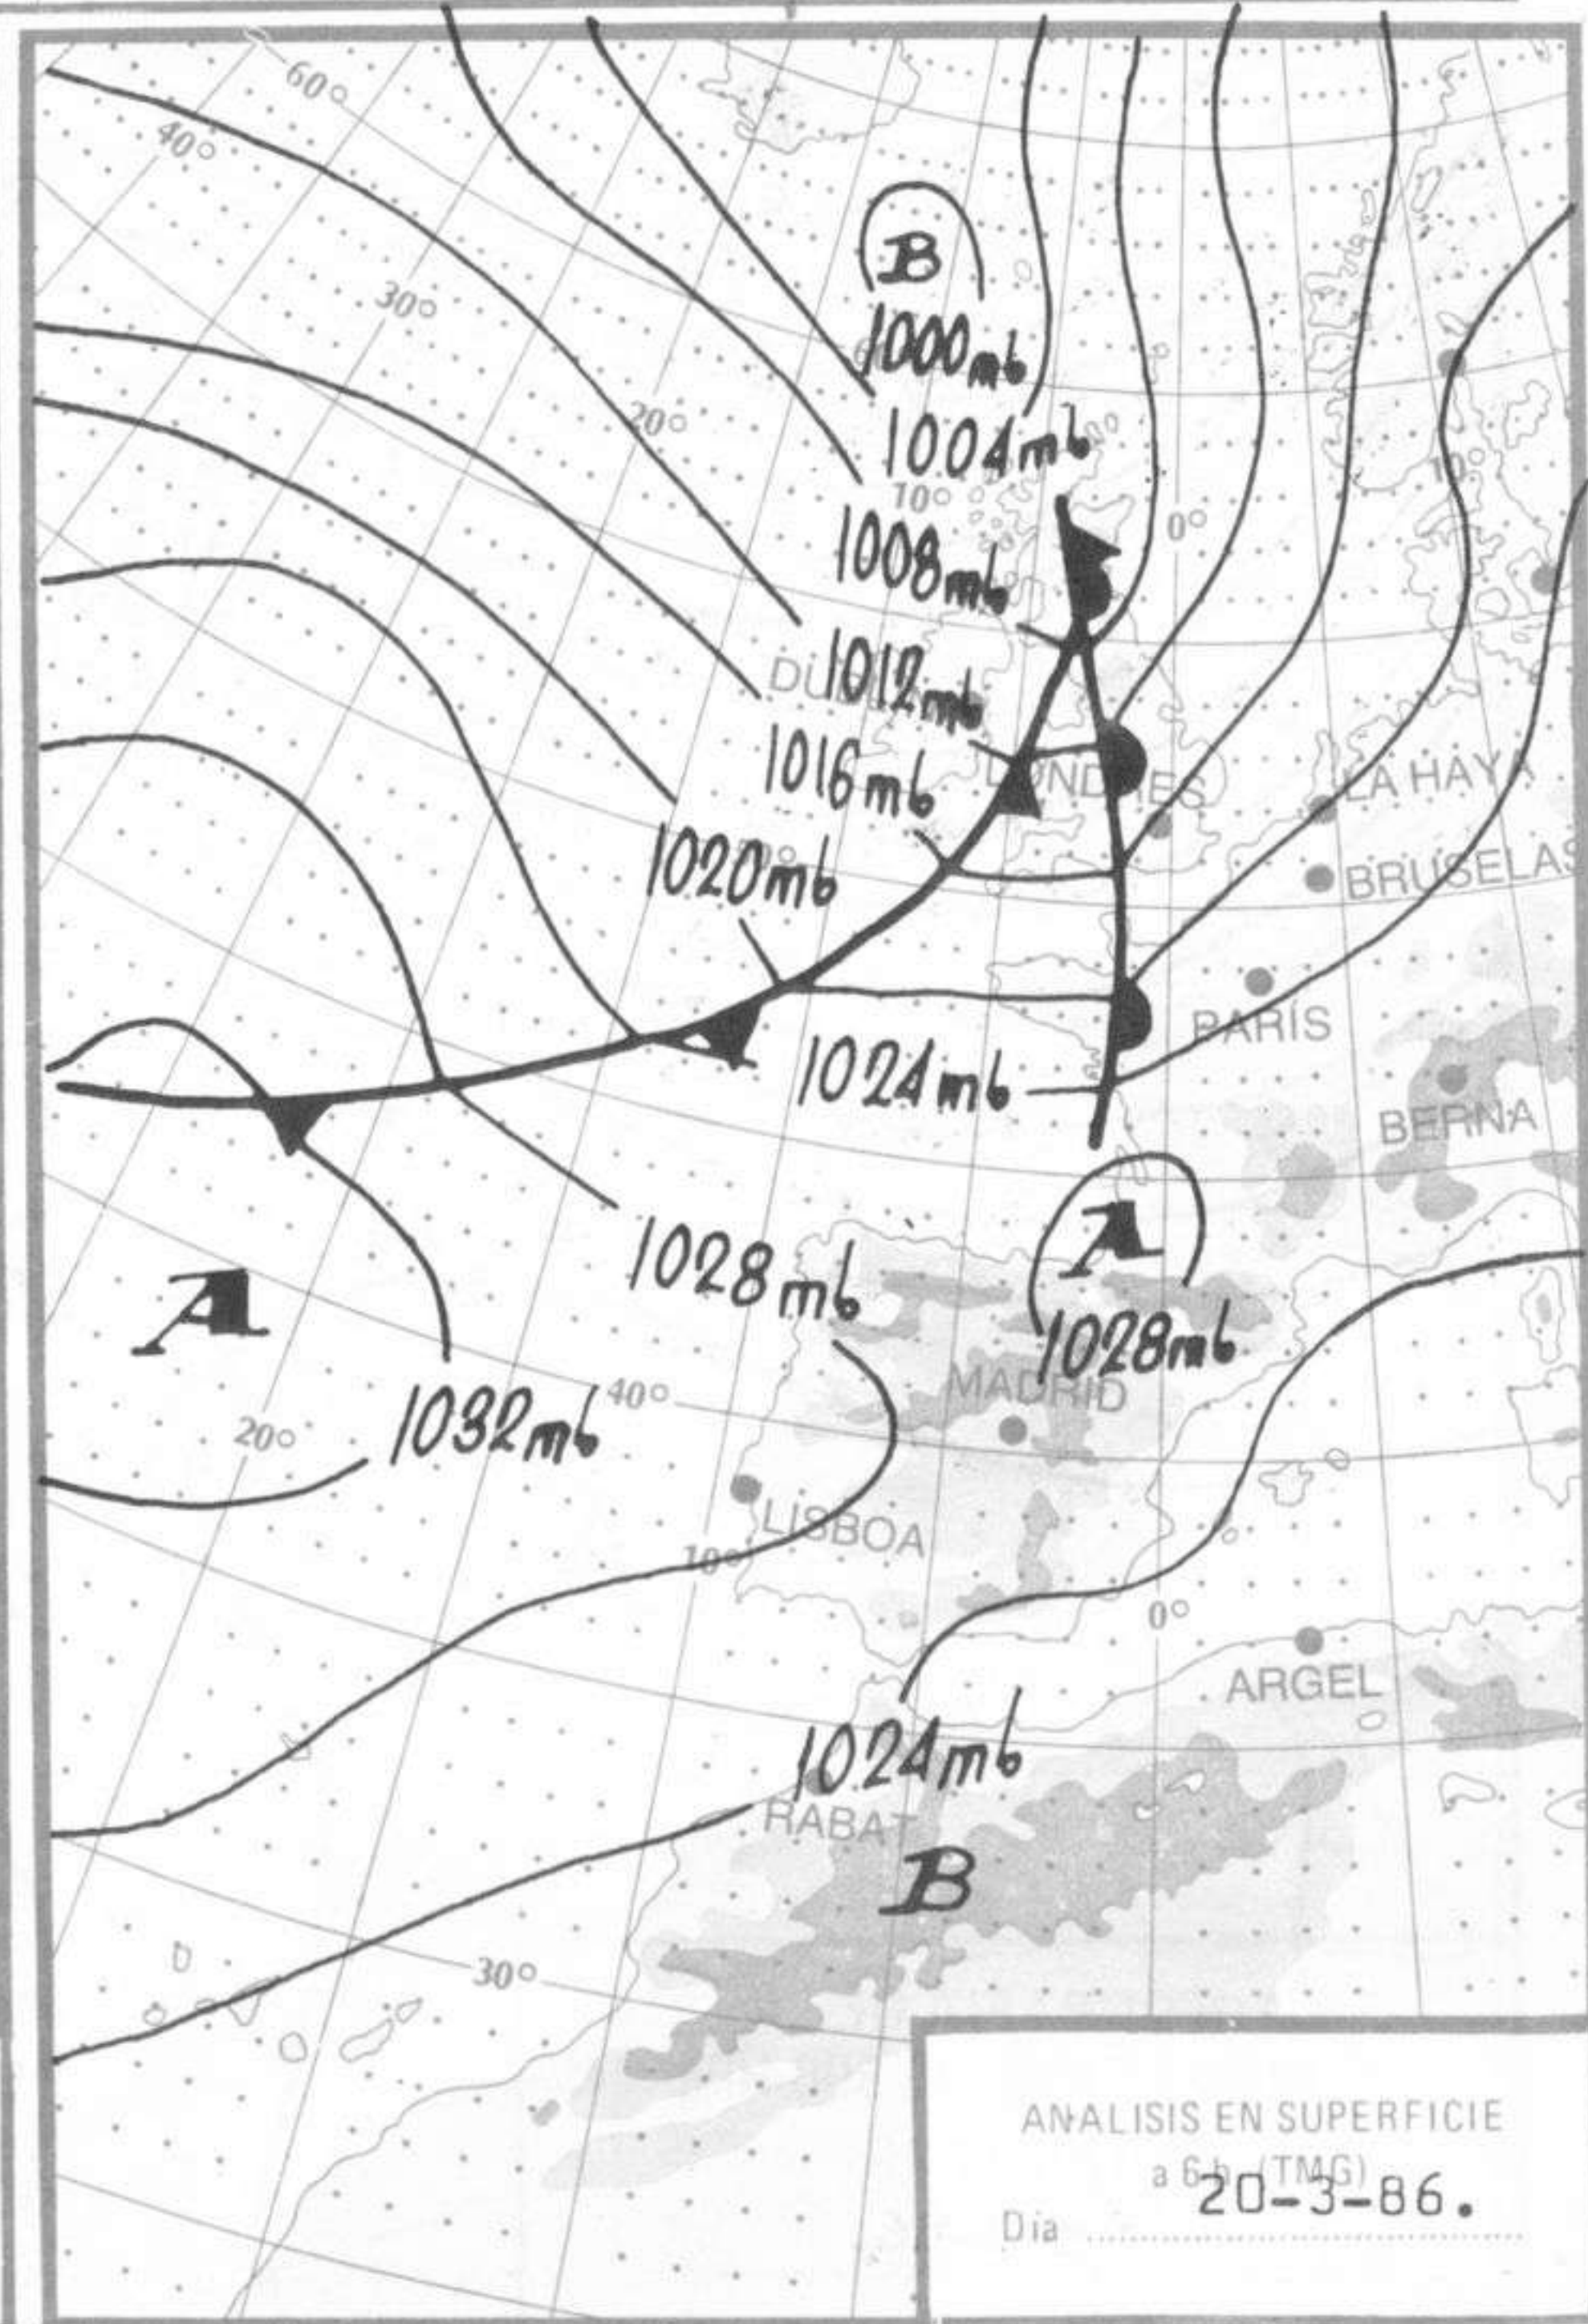 60°
40°
30°
B
1000mb
20°
1004mb
10°
10°
1008mb
0°
1012mb
1016mb
LONDRES
LA HAYA
1020mb
BRUSELAS
PARÍS
1024mb
BERNA
A
1028mb
A
1028mb
MADRID
40°
1032mb
20°
LISBOA
10°
0°
ARGEL
1024mb
RABAT
B
30°
ANALISIS EN SUPERFICIE
a 6 h (TMG)
Día 20-3-86.